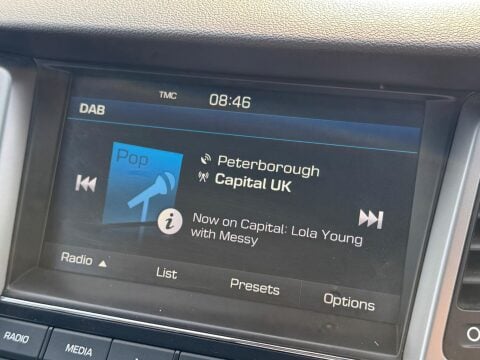 TMC 08:46
DAB
Pop
Peterborough
Capital UK
i
Now on Capital: Lola Young
with Messy
Radio ▲ List Presets Options
RADIO MEDIA